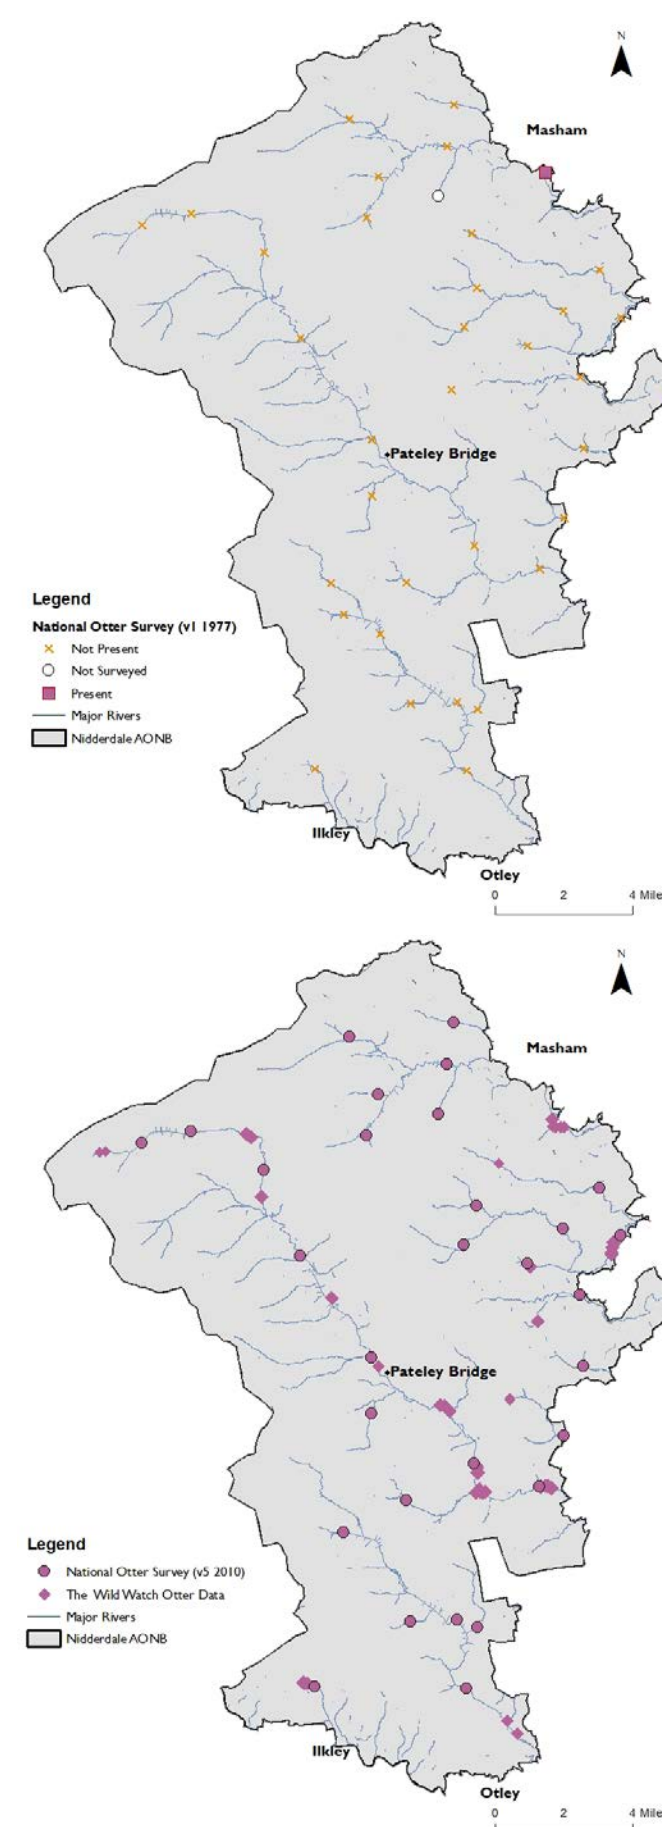 N
Masham
Pateley Bridge
Legend
National Otter Survey (v1 1977)
Not Present
Not Surveyed
Present
Major Rivers
Nidderdale AONB
Ilkley
Otley
0 2 4 Mile
N
Masham
Pateley Bridge
Legend
National Otter Survey (v5 2010)
The Wild Watch Otter Data
Major Rivers
Nidderdale AONB
Ilkley
Otley
0 2 4 Mile